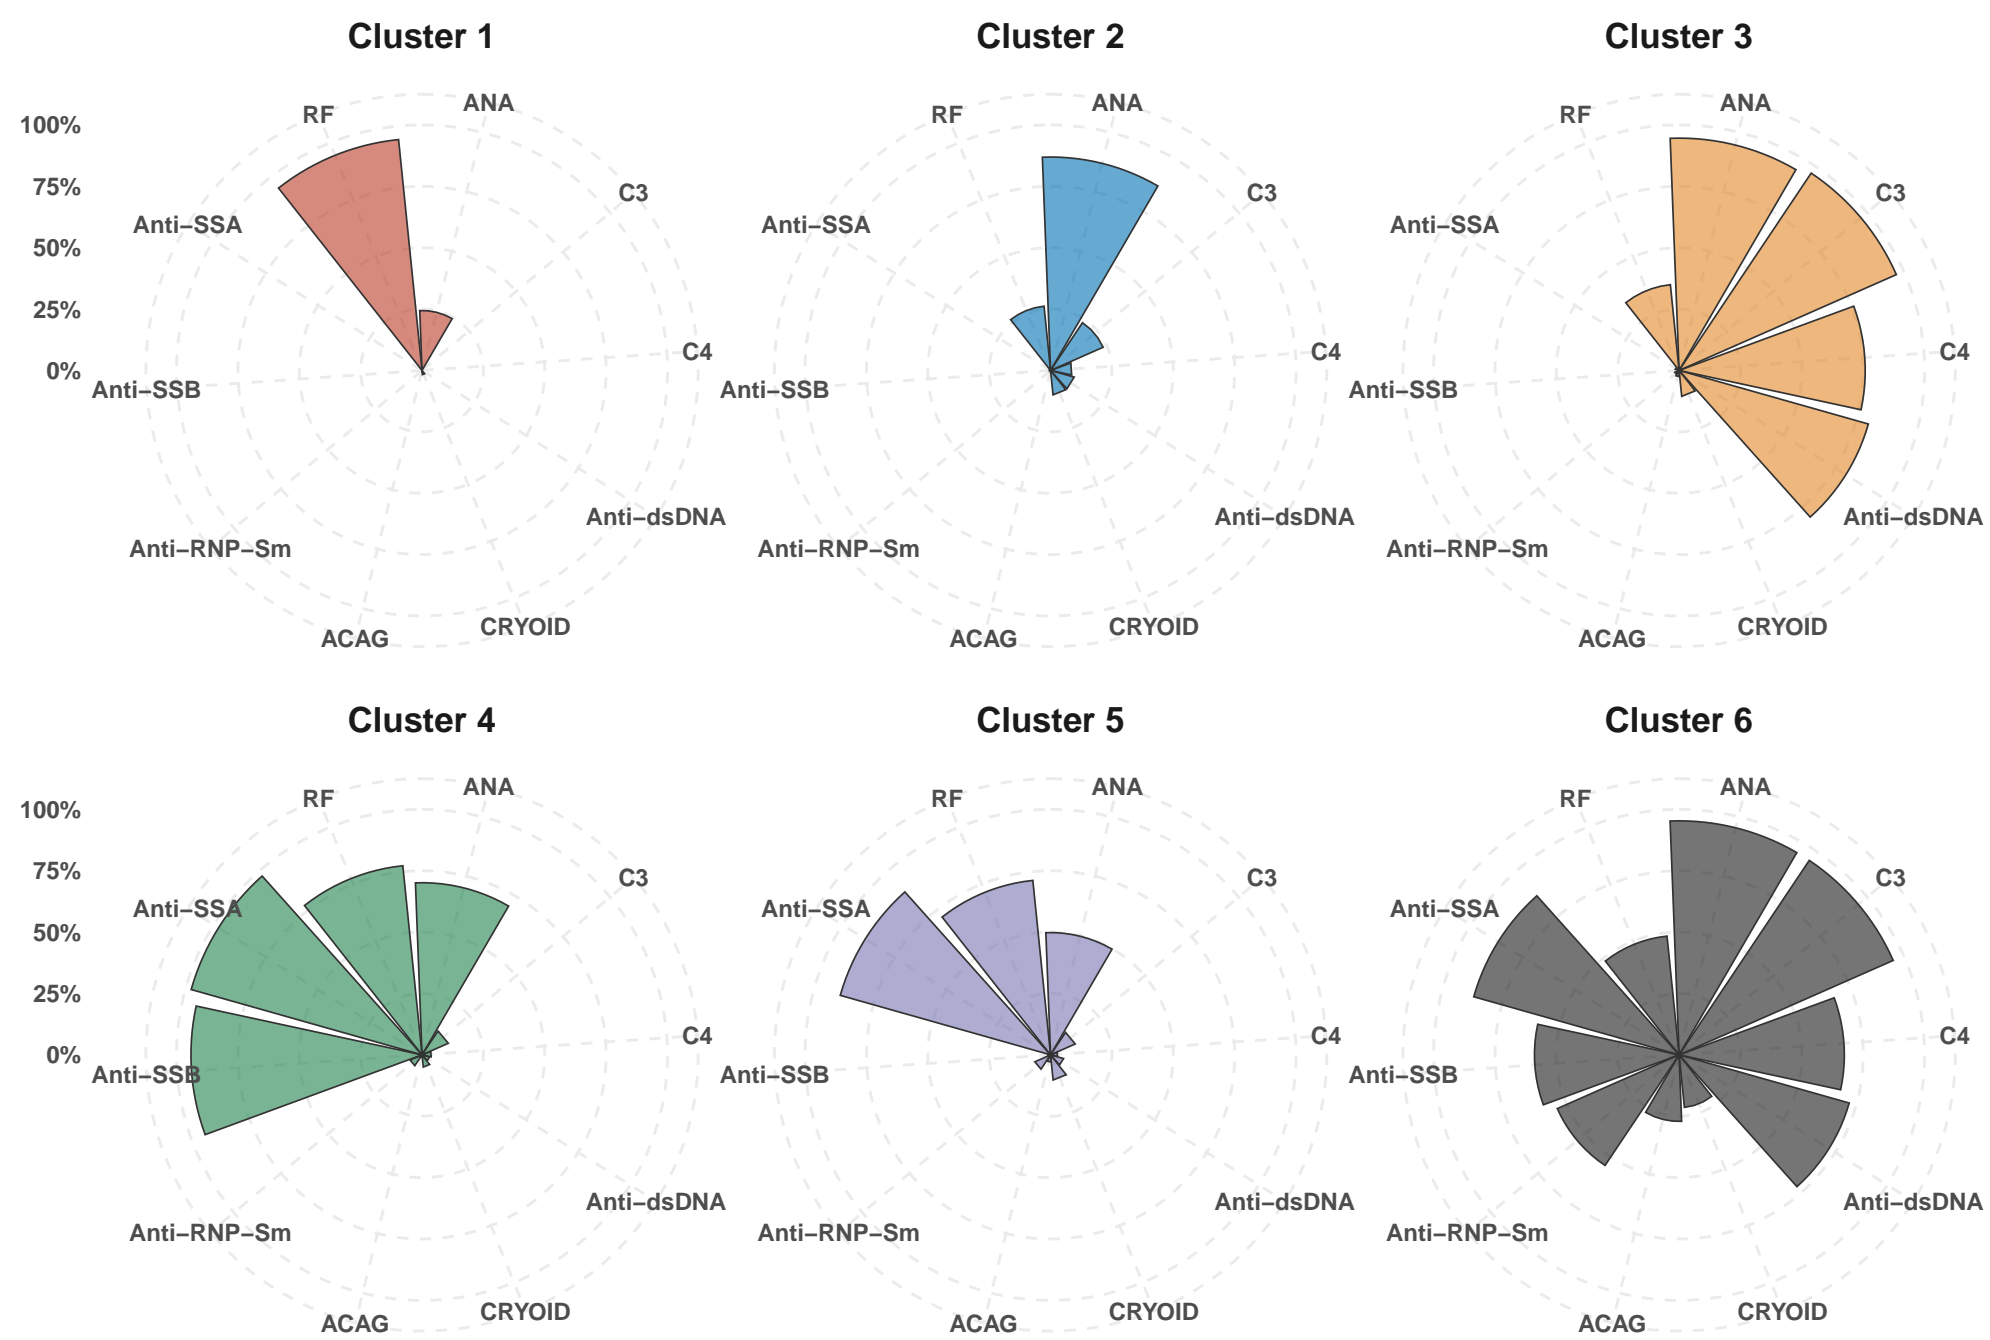 Cluster 1
Cluster 2
Cluster 3
100%
75%
50%
25%
0%
RF
ANA
C3
C4
Anti−dsDNA
CRYOID
ACAG
Anti−RNP−Sm
Anti−SSB
Anti−SSA
RF
ANA
C3
C4
Anti−dsDNA
CRYOID
ACAG
Anti−RNP−Sm
Anti−SSB
Anti−SSA
RF
ANA
C3
C4
Anti−dsDNA
CRYOID
ACAG
Anti−RNP−Sm
Anti−SSB
Anti−SSA
Cluster 4
Cluster 5
Cluster 6
100%
75%
50%
25%
0%
RF
ANA
C3
C4
Anti−dsDNA
CRYOID
ACAG
Anti−RNP−Sm
Anti−SSB
Anti−SSA
RF
ANA
C3
C4
Anti−dsDNA
CRYOID
ACAG
Anti−RNP−Sm
Anti−SSB
Anti−SSA
RF
ANA
C3
C4
Anti−dsDNA
CRYOID
ACAG
Anti−RNP−Sm
Anti−SSB
Anti−SSA